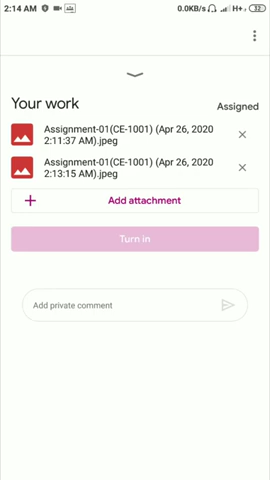 2:14 AM 0.0KB/s H+ 32
Your work
Assigned
Assignment-01(CE-1001) (Apr 26, 2020
2:11:37 AM).jpeg
Assignment-01(CE-1001) (Apr 26, 2020
2:13:15 AM).jpeg
Add attachment
Turn in
Add private comment